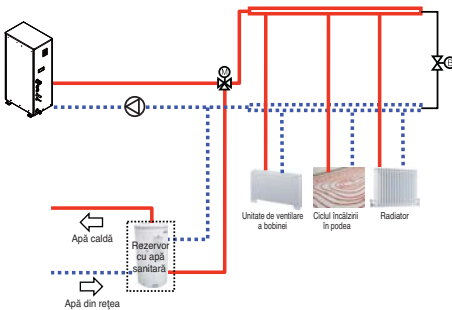 M
B
Unitate de ventilare
a bobinei
Ciclul încălzirii
în podea
Radiator
Apă caldă
Rezervor
cu apă
sanitară
Apă din rețea